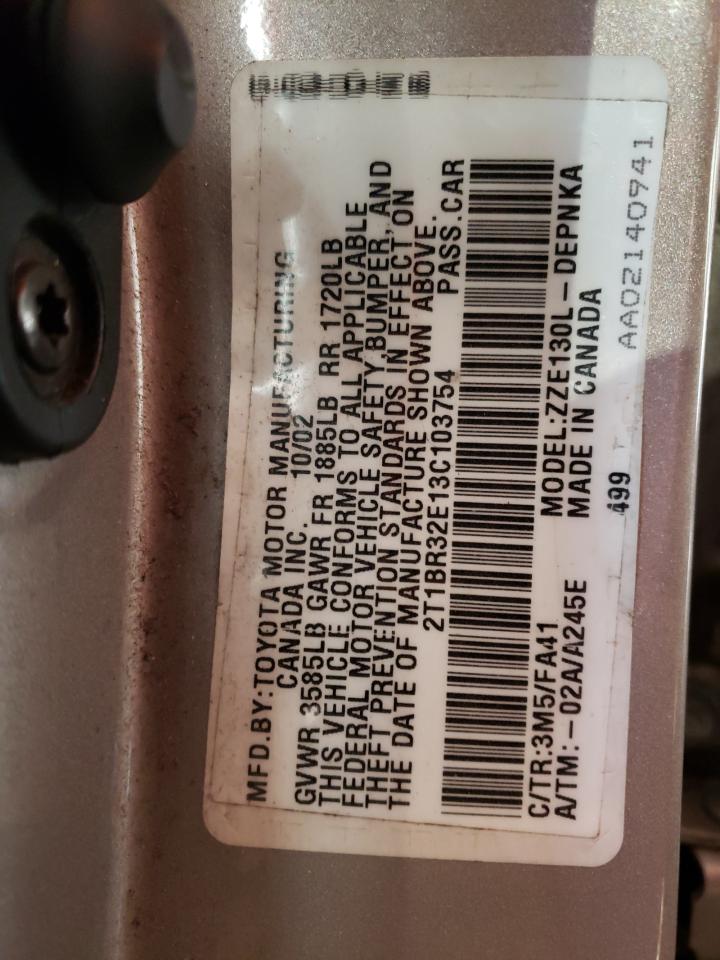 MFD.BY:TOYOTA MOTOR MANUFACTURING
CANADA INC. 10/02
GVWR 3585LB GAWR FR 1885LB RR 1720LB
THIS VEHICLE CONFORMS TO ALL APPLICABLE
FEDERAL MOTOR VEHICLE SAFETY,BUMPER,AND
THEFT PREVENTION STANDARDS IN EFFECT ON
THE DATE OF MANUFACTURE SHOWN ABOVE.
2T1BR32E13C103754 PASS.CAR
C/TR:3M5/FA41 MODEL:ZZE130L-DEPNKA
A/TM:-02A/A245E MADE IN CANADA
499 AA02140941